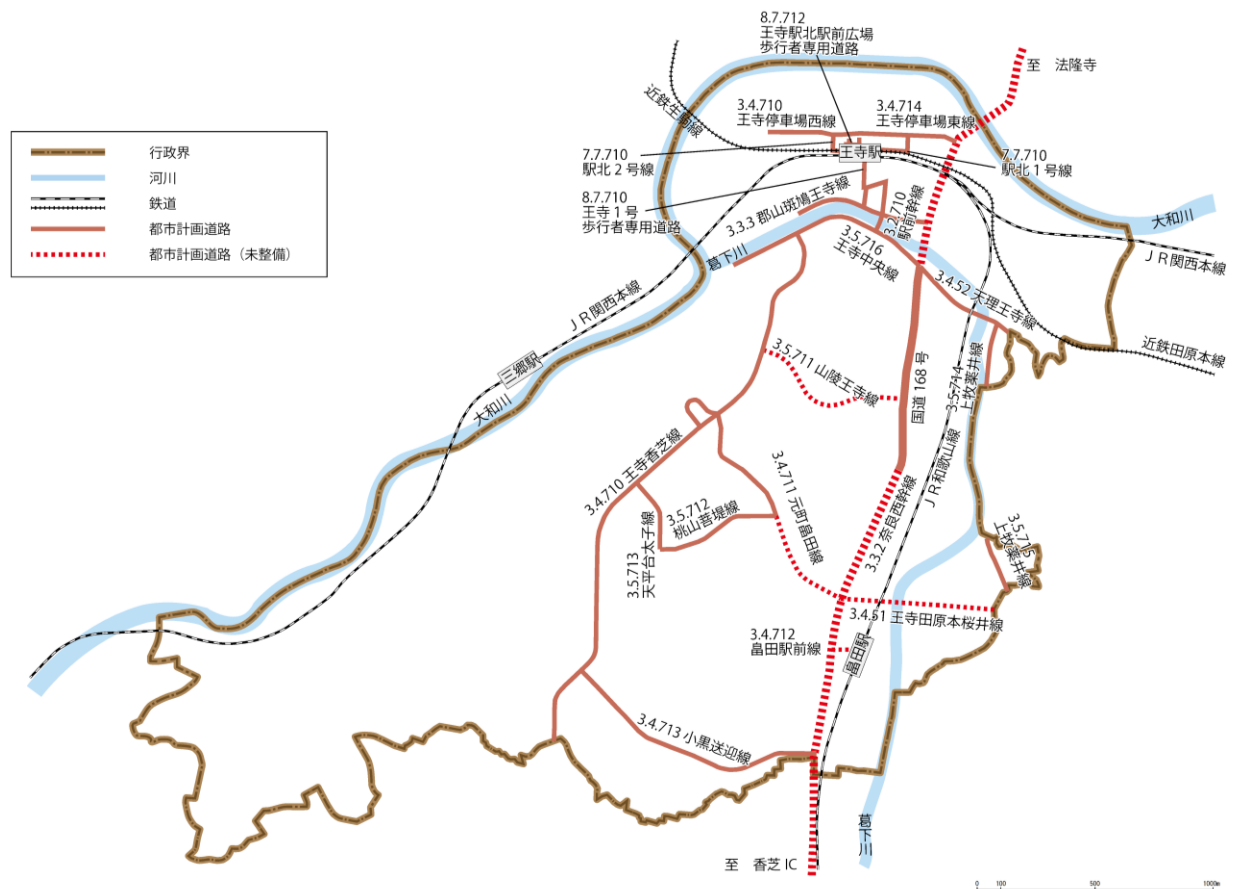 8.7.712
王寺駅北駅前広場
歩行者専用道路
至　法隆寺
近鉄生駒線
3.4.710
王寺停車場西線
3.4.714
王寺停車場東線
行政界
河川
鉄道
都市計画道路
都市計画道路（未整備）
7.7.710
駅北２号線
王寺駅
7.7.710
駅北１号線
8.7.710
王寺１号
歩行者専用道路
3.3.3 郡山斑鳩王寺線
3.2.710
駅前幹線
大和川
葛下川
3.5.716
王寺中央線
ＪＲ関西本線
ＪＲ関西本線
3.4.52 天理王寺線
近鉄田原本線
三郷駅
大和川
3.5.711 山陵王寺線
国道 168 号
3.5.714
上牧薬井線
3.4.710 王寺香芝線
ＪＲ和歌山線
3.5.712
桃山菩提線
3.4.711 元町畠田線
3.3.2 奈良西幹線
3.5.713
天平台太子線
3.5.715
上牧薬井線
3.4.51 王寺田原本桜井線
3.4.712
畠田駅前線
畠田駅
3.4.713 小黒送迎線
葛下川
至　香芝 IC
0 100 500 1000m